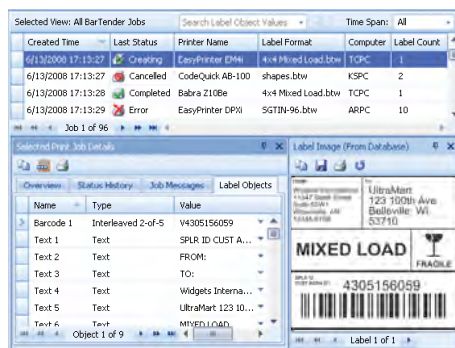 Selected View: All BarTender Jobs Search Label Object Values Time Span: All
Created Time Last Status Printer Name Label Format Computer Label Count
6/13/2008 17:13:27 Creating EasyPrinter EM4i 4x4 Mixed Load.btw TCPC 1
6/13/2008 17:13:27 Cancelled CodeQuick AB-100 shapes.btw KSPC 2
6/13/2008 17:13:28 Completed Babra Z10Be 4x4 Mixed Load.btw TCPC 1
6/13/2008 17:13:29 Error EasyPrinter DPXi SGTIN-96.btw ARPC 10
Job 1 of 96
Selected Print Job Details
Overview Status History Job Messages Label Objects
Name Type Value
Barcode 1 Interleaved 2-of-5 V4305156059
Text 1 Text SPLR ID CUST A...
Text 2 Text FROM:
Text 3 Text TO:
Text 4 Text Widgets Interna...
Text 5 Text UltraMart 123 10...
Text 6 Text MIXED LOAD
Object 1 of 9
Label Image (From Database)
UltraMart
123 100th Ave
Belleville WI
53710
MIXED LOAD
FRAGILE
4305156059
Label 1 of 1